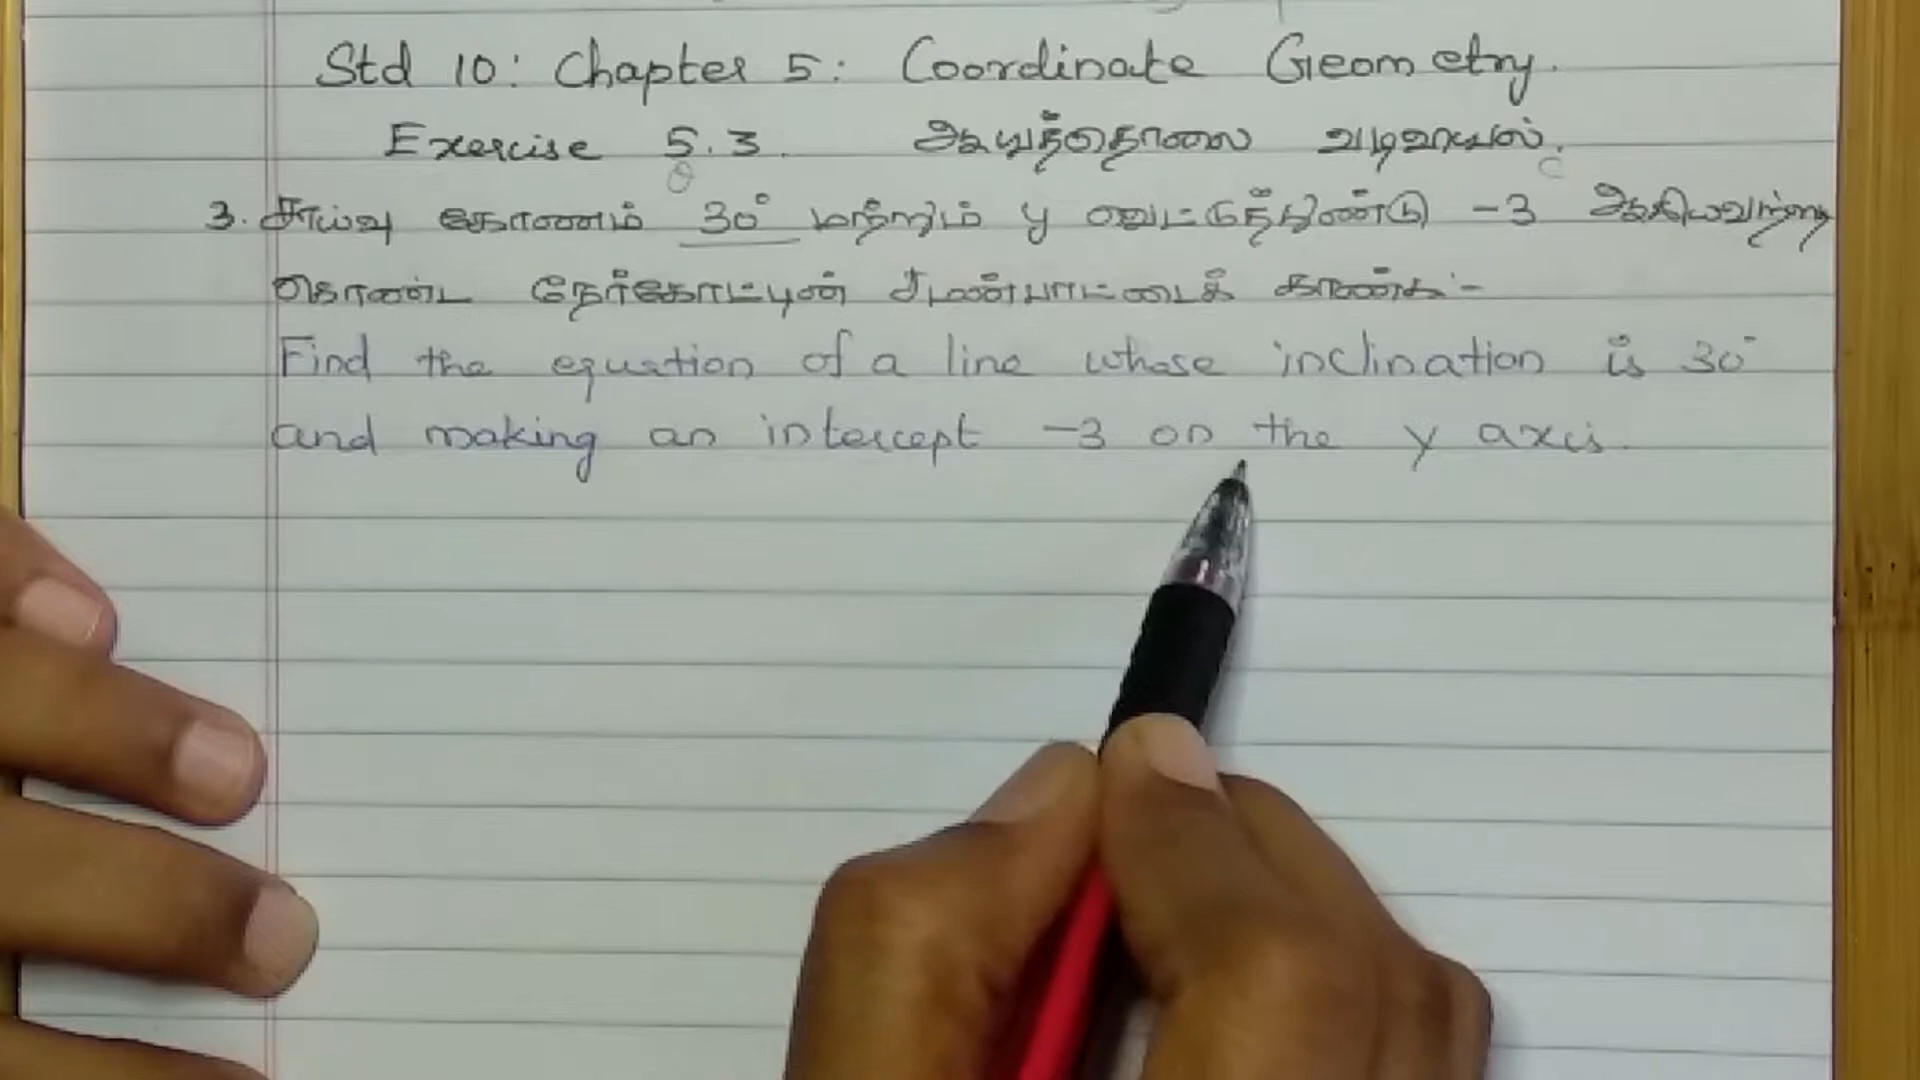 Std 10: Chapter 5: Coordinate Geometry.
Exercise 5.3. ஆயத்தொலை வடிவியல்.
θ c
3. சாய்வு கோணம் 30° மற்றும் y வெட்டுத்துண்டு -3 ஆகியவற்றை
கொண்ட நேர்கோட்டின் சமன்பாட்டைக் காண்க:-
Find the equation of a line whose inclination is 30°
and making an intercept -3 on the y axis.